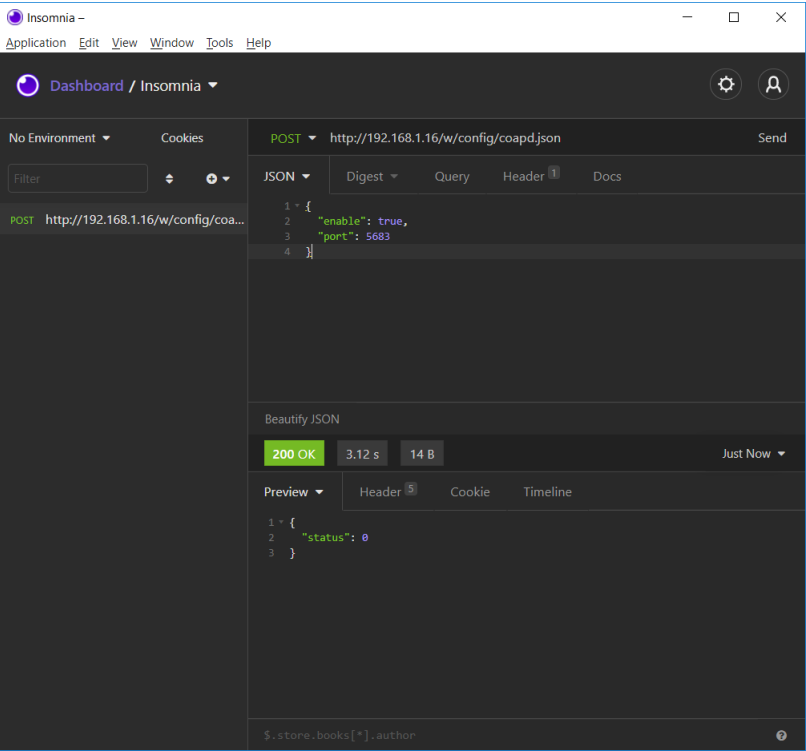 Insomnia –
Application Edit View Window Tools Help
Dashboard / Insomnia
No Environment Cookies
POST http://192.168.1.16/w/config/coapd.json Send
Filter
JSON Digest Query Header 1 Docs
POST http://192.168.1.16/w/config/coa...
1 {
2 "enable": true,
3 "port": 5683
4 }
Beautify JSON
200 OK 3.12 s 14 B Just Now
Preview Header 5 Cookie Timeline
1 {
2 "status": 0
3 }
$.store.books[*].author